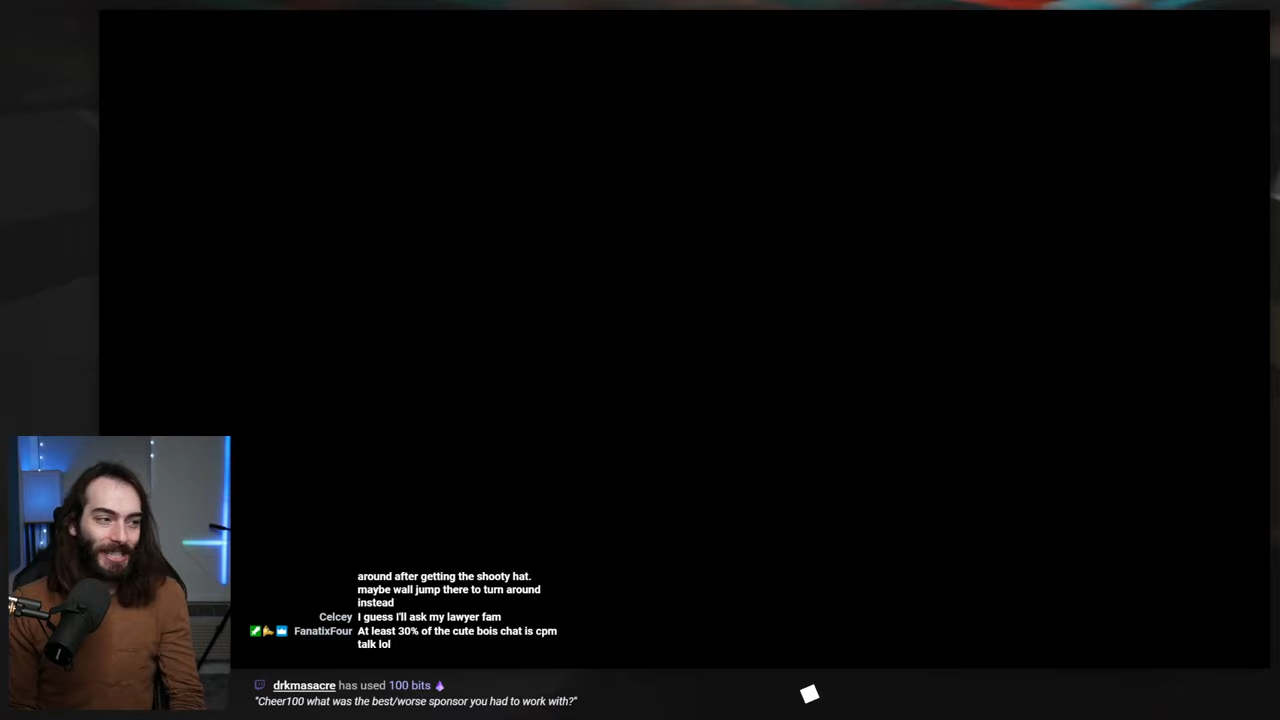 around after getting the shooty hat.
maybe wall jump there to turn around
instead
Celcey I guess I'll ask my lawyer fam
FanatixFour At least 30% of the cute bois chat is cpm
talk lol
drkmasacre has used 100 bits
"Cheer100 what was the best/worse sponsor you had to work with?"